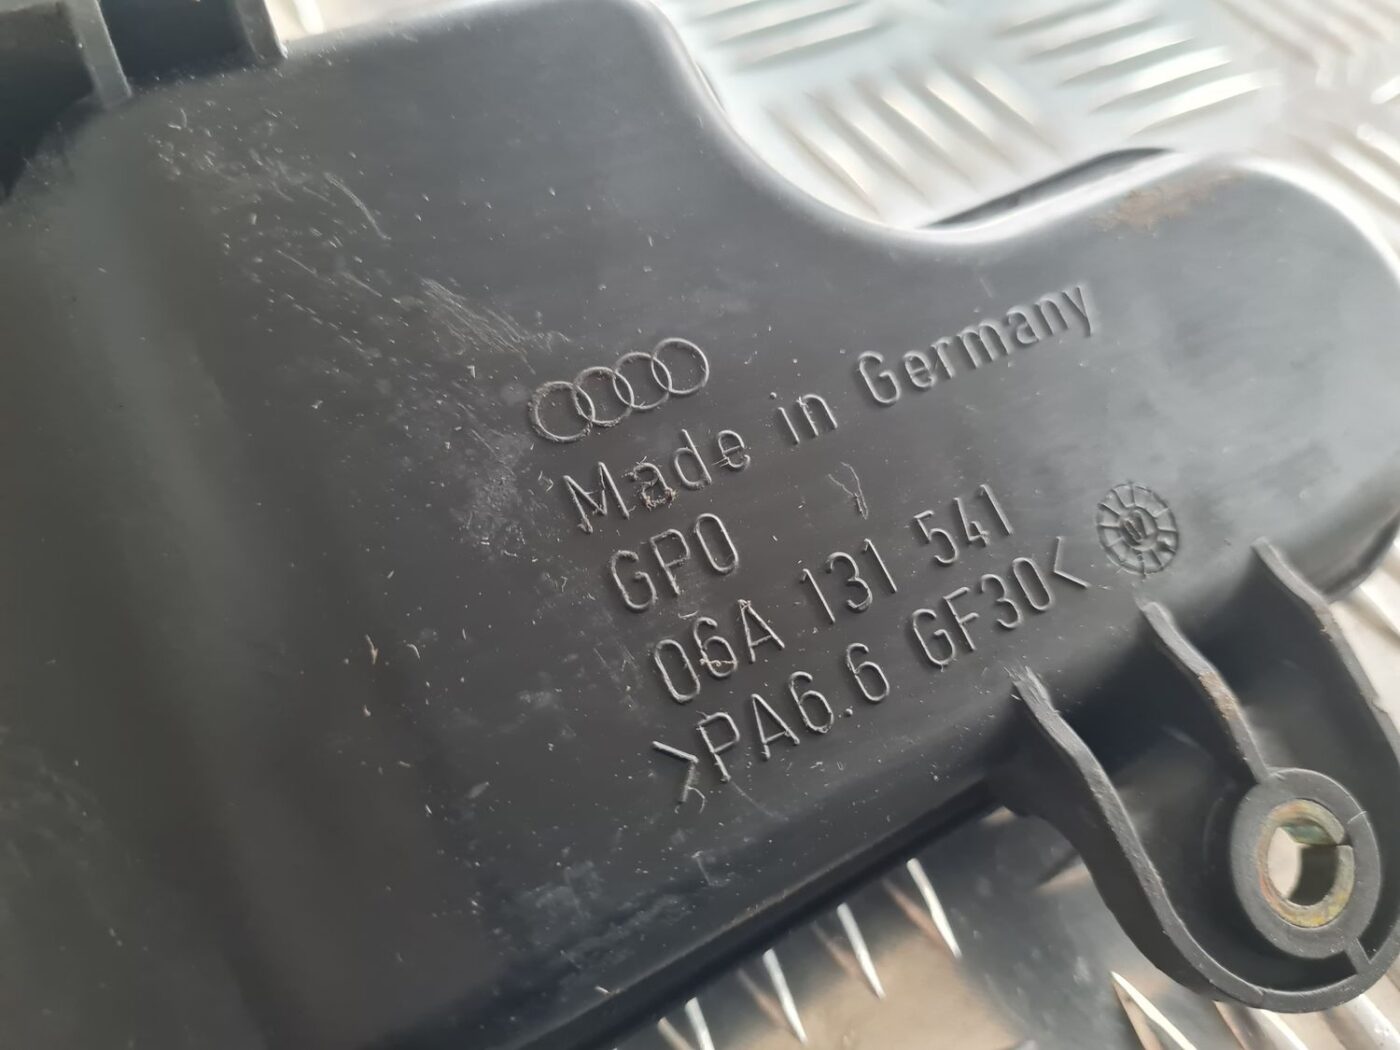 Made in Germany
GPO
06A 131 541
>PA6.6 GF30<